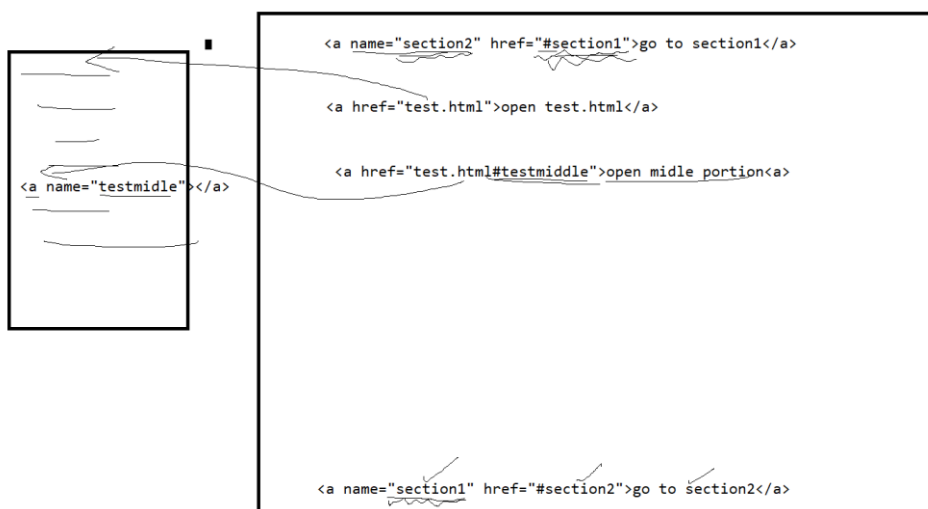 <a name="section2" href="#section1">go to section1</a>
<a href="test.html">open test.html</a>
<a href="test.html#testmiddle">open midle portion<a>
<a name="testmidle"></a>
<a name="section1" href="#section2">go to section2</a>